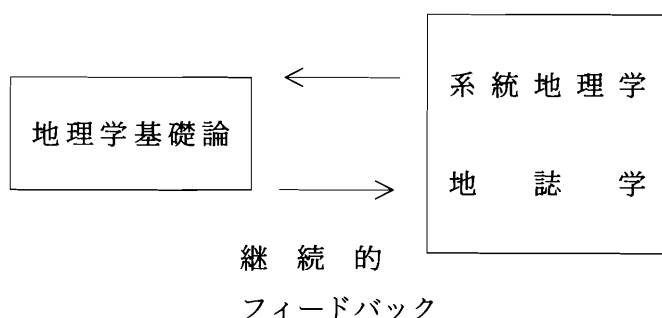 地理学基礎論
系統地理学
地誌学
継続的
フィードバック